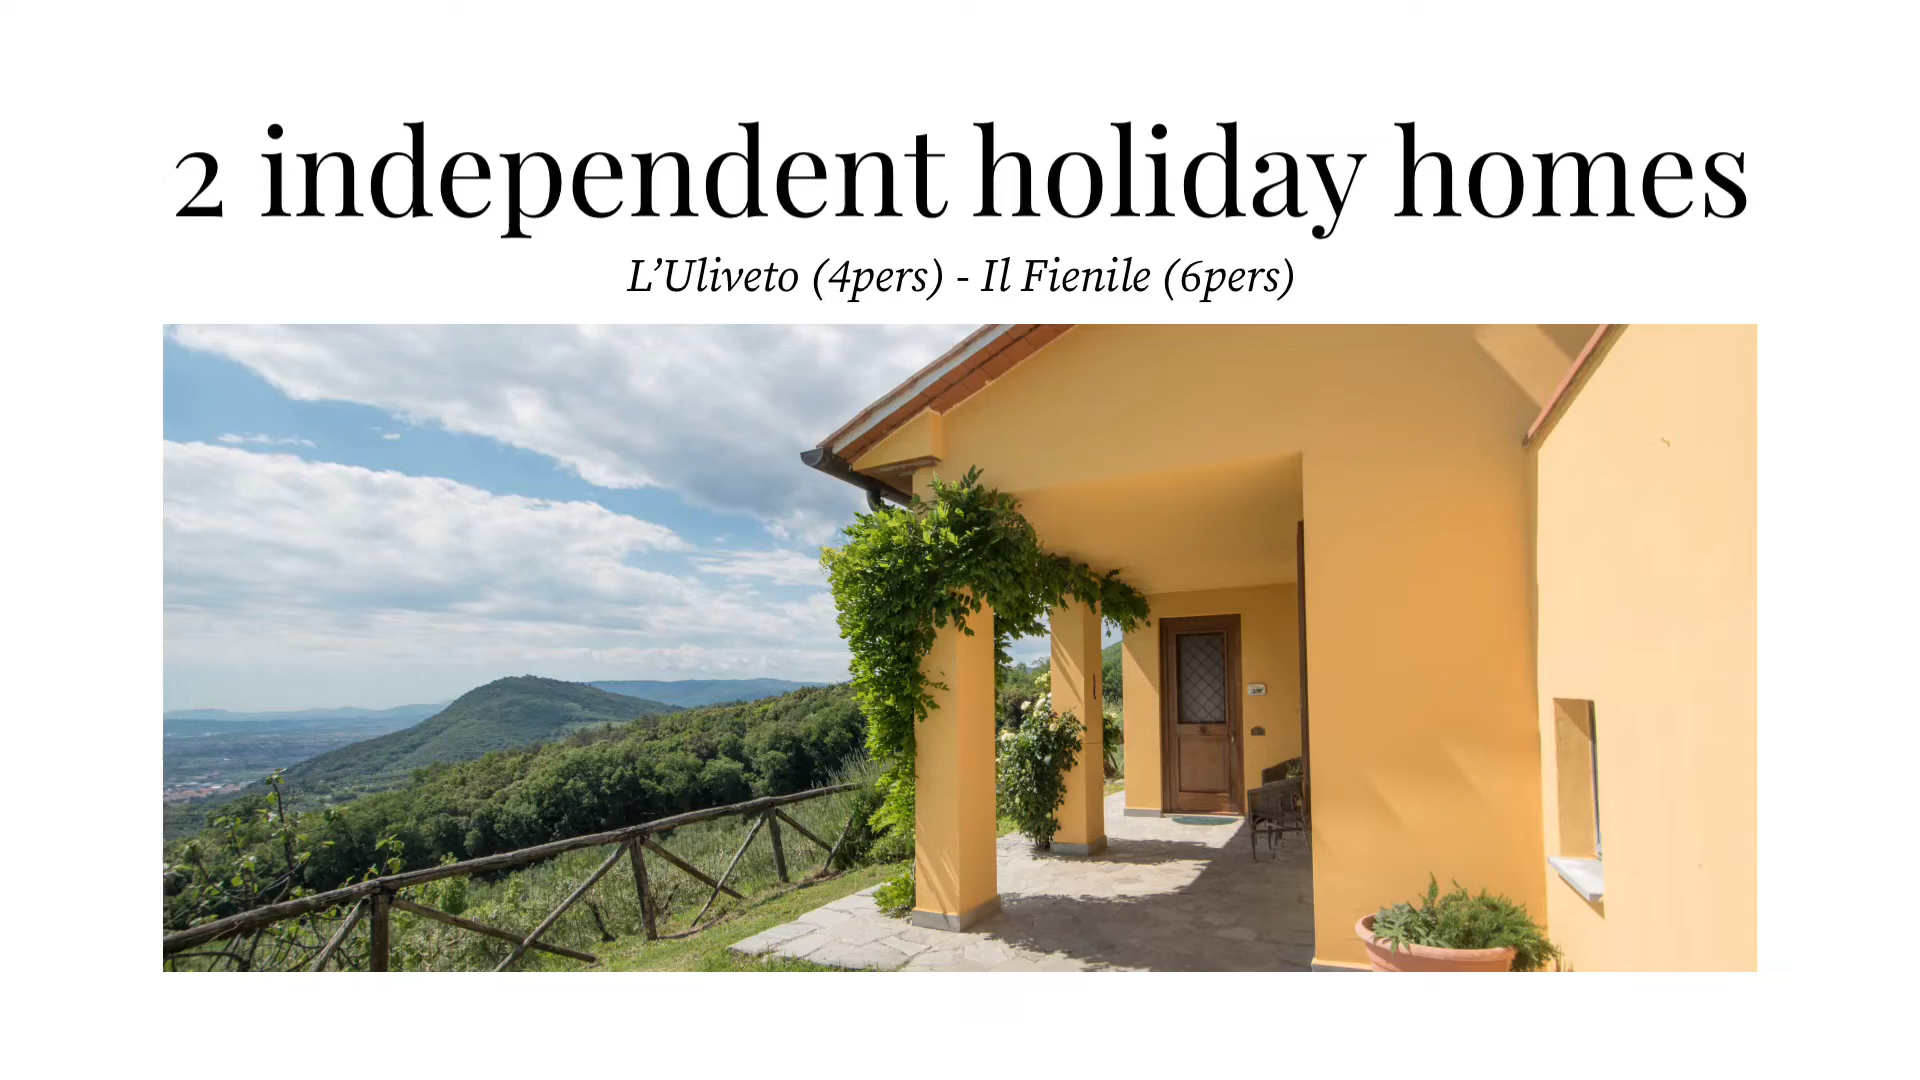 2 independent holiday homes
L’Uliveto (4pers) - Il Fienile (6pers)